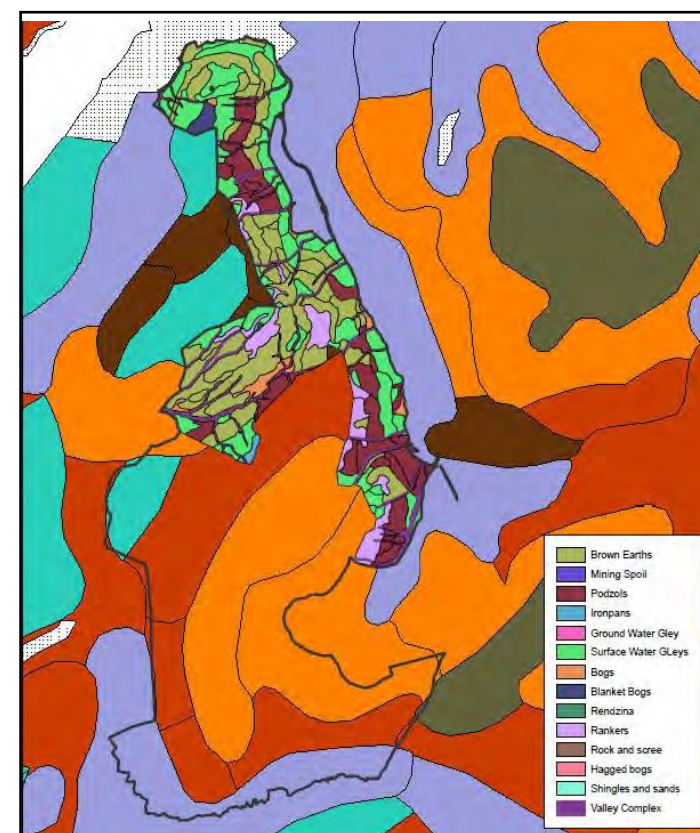 Brown Earths
Mining Spoil
Podzols
Ironpans
Ground Water Gley
Surface Water GLeys
Bogs
Blanket Bogs
Rendzina
Rankers
Rock and scree
Hagged bogs
Shingles and sands
Valley Complex